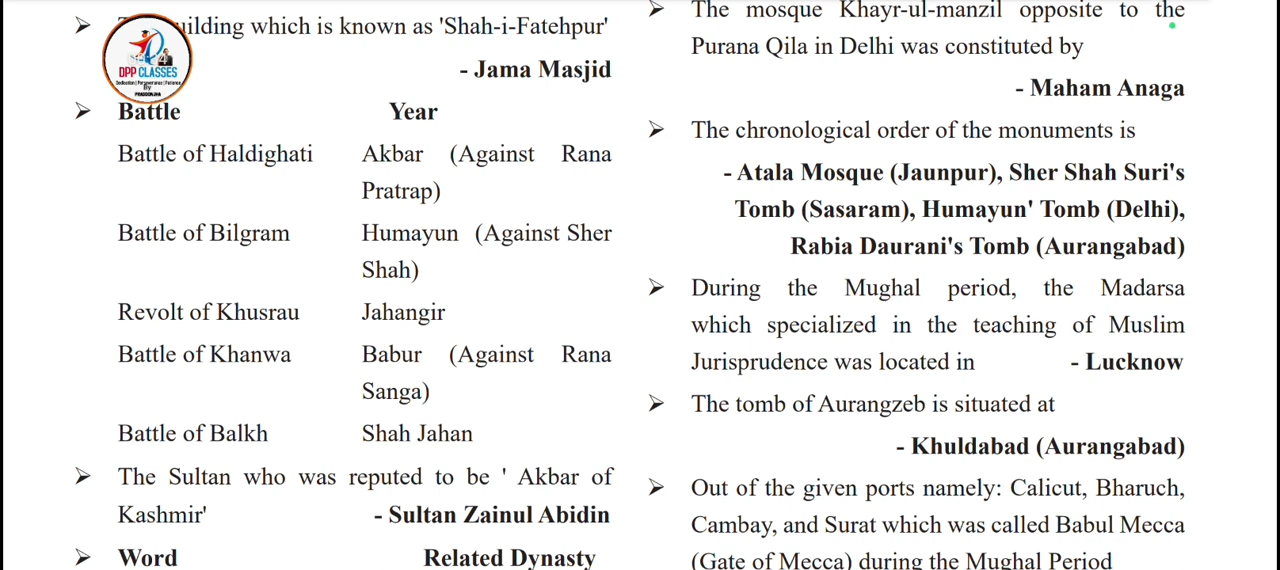 uilding which is known as 'Shah-i-Fatehpur'
- Jama Masjid
DPP CLASSES
By
➢ Battle Year
Battle of Haldighati Akbar (Against Rana
Pratrap)
Battle of Bilgram Humayun (Against Sher
Shah)
Revolt of Khusrau Jahangir
Battle of Khanwa Babur (Against Rana
Sanga)
Battle of Balkh Shah Jahan
➢ The Sultan who was reputed to be ' Akbar of
Kashmir' - Sultan Zainul Abidin
➢ Word Related Dynasty
➢ The mosque Khayr-ul-manzil opposite to the
Purana Qila in Delhi was constituted by
- Maham Anaga
➢ The chronological order of the monuments is
- Atala Mosque (Jaunpur), Sher Shah Suri's
Tomb (Sasaram), Humayun' Tomb (Delhi),
Rabia Daurani's Tomb (Aurangabad)
➢ During the Mughal period, the Madarsa
which specialized in the teaching of Muslim
Jurisprudence was located in - Lucknow
➢ The tomb of Aurangzeb is situated at
- Khuldabad (Aurangabad)
➢ Out of the given ports namely: Calicut, Bharuch,
Cambay, and Surat which was called Babul Mecca
(Gate of Mecca) during the Mughal Period